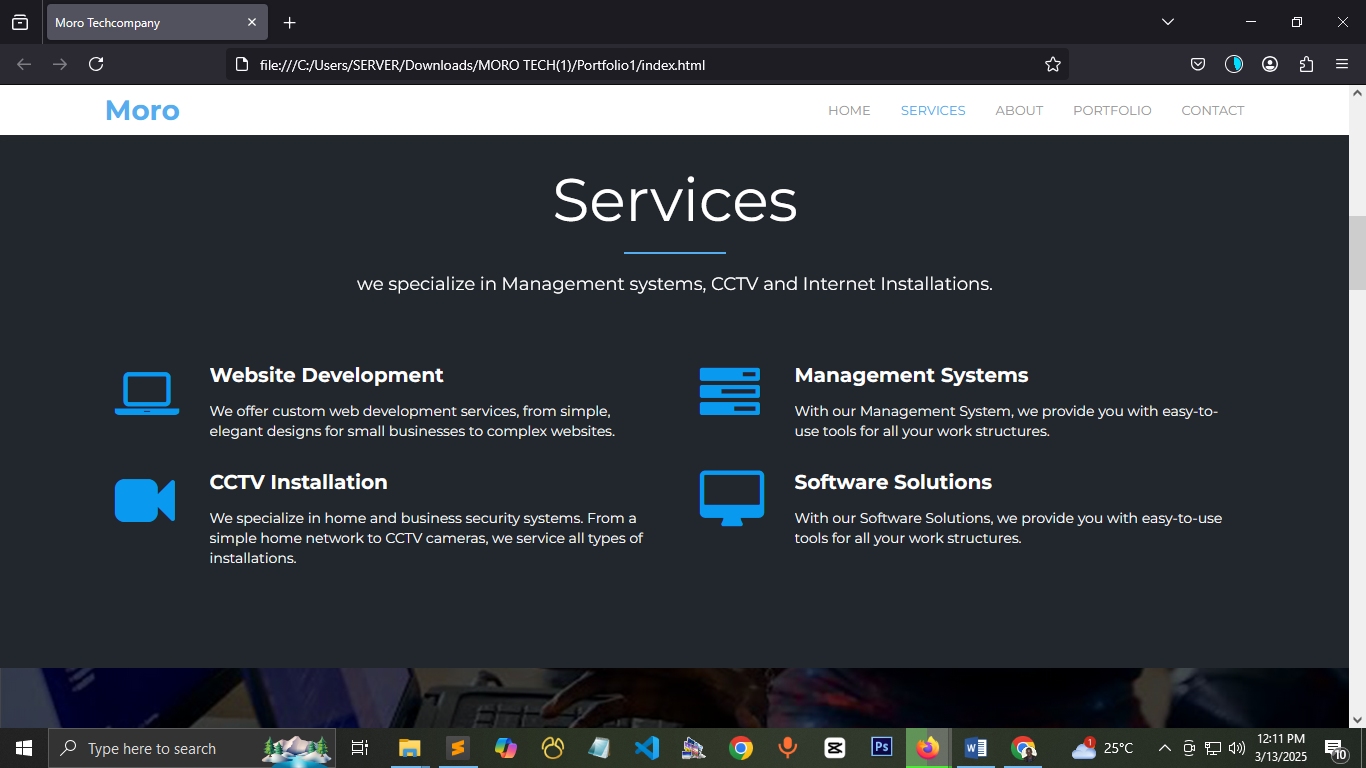 Moro Techcompany
file:///C:/Users/SERVER/Downloads/MORO TECH(1)/Portfolio1/index.html
Moro
HOME SERVICES ABOUT PORTFOLIO CONTACT
Services
we specialize in Management systems, CCTV and Internet Installations.
Website Development
We offer custom web development services, from simple,
elegant designs for small businesses to complex websites.
Management Systems
With our Management System, we provide you with easy-to-
use tools for all your work structures.
CCTV Installation
We specialize in home and business security systems. From a
simple home network to CCTV cameras, we service all types of
installations.
Software Solutions
With our Software Solutions, we provide you with easy-to-use
tools for all your work structures.
Type here to search
Ps
W
1
25°C
12:11 PM
3/13/2025
10